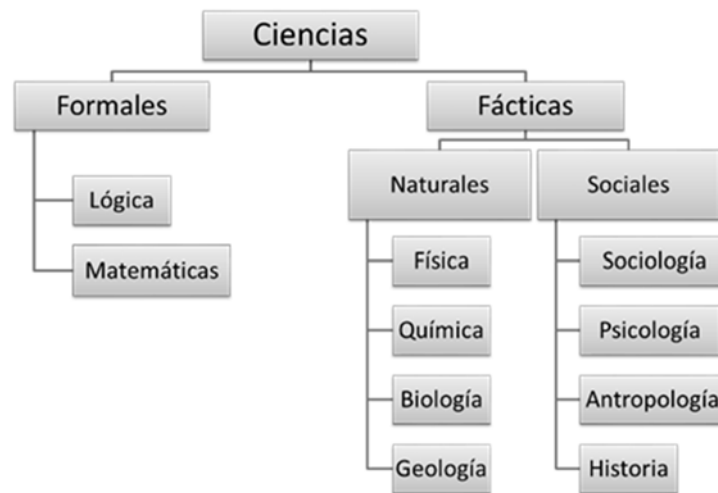 Ciencias
Formales
Fácticas
Lógica
Matemáticas
Naturales
Sociales
Física
Química
Biología
Geología
Sociología
Psicología
Antropología
Historia